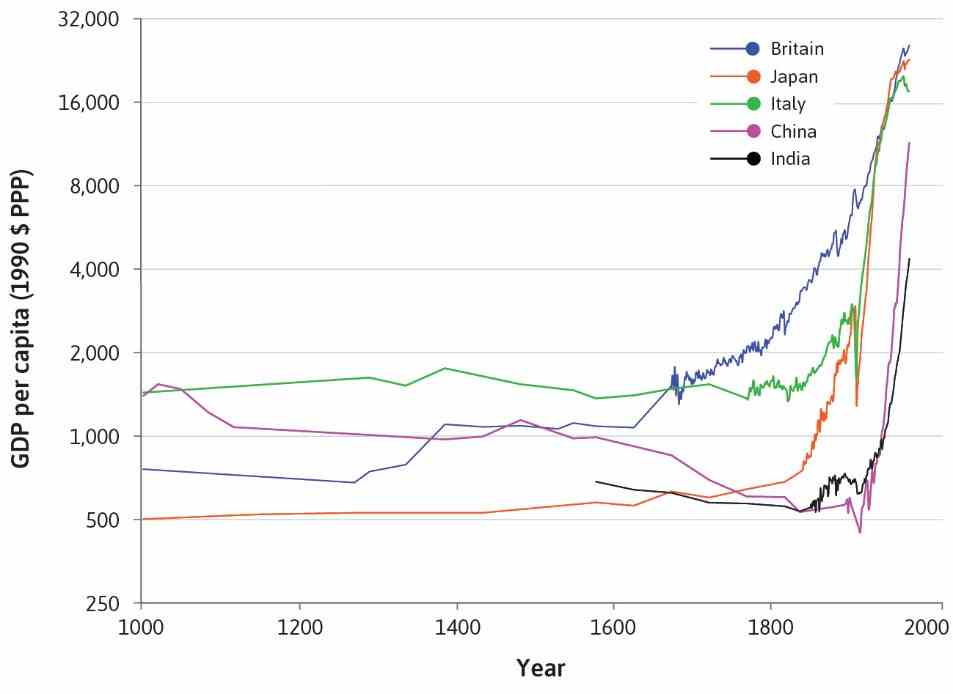 32,000
16,000
8,000
4,000
2,000
1,000
500
250
GDP per capita (1990 $ PPP)
Britain
Japan
Italy
China
India
1000 1200 1400 1600 1800 2000
Year